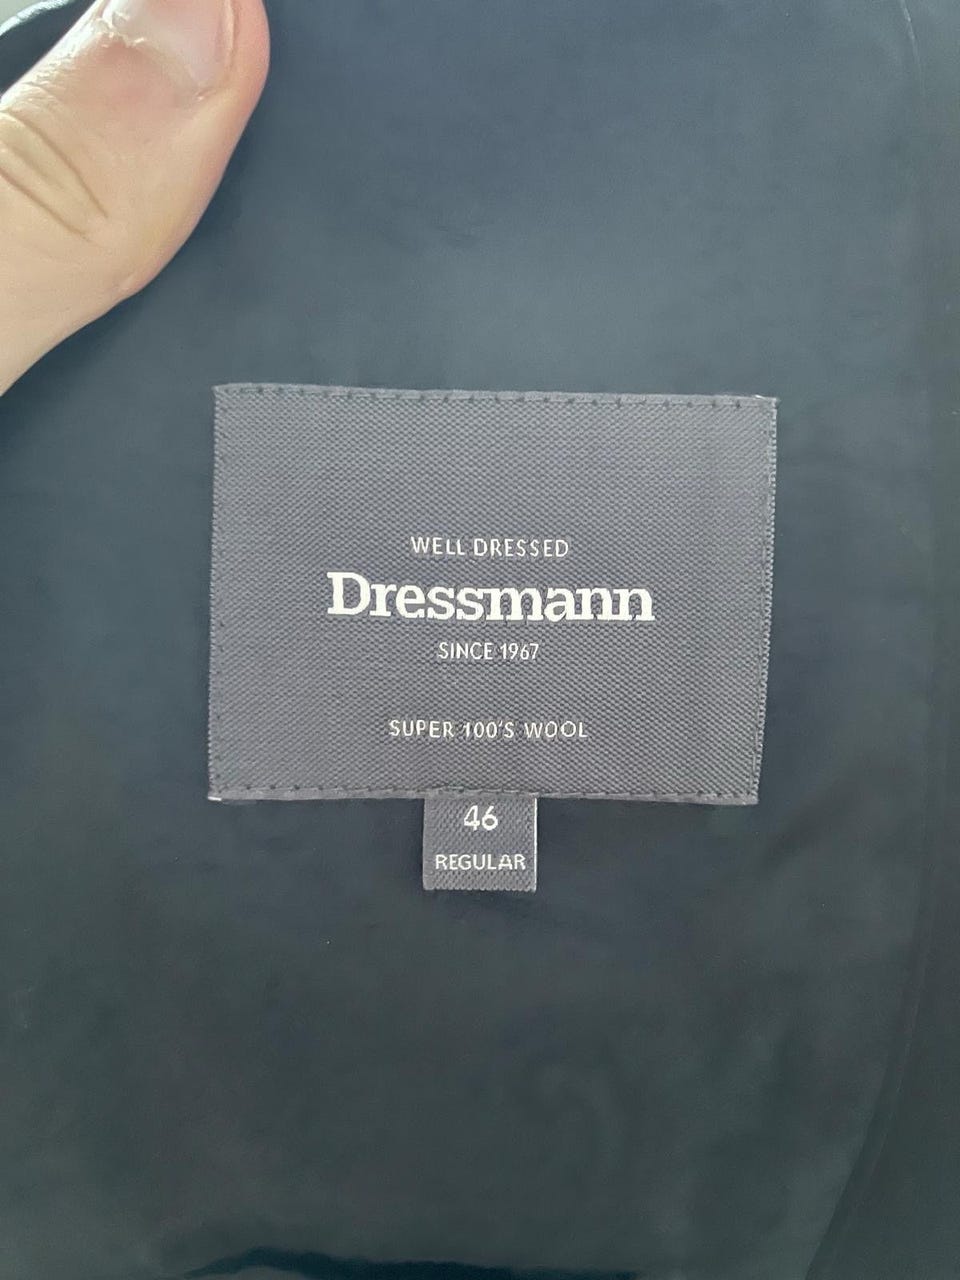 WELL DRESSED
Dressmann
SINCE 1967
SUPER 100'S WOOL
46
REGULAR